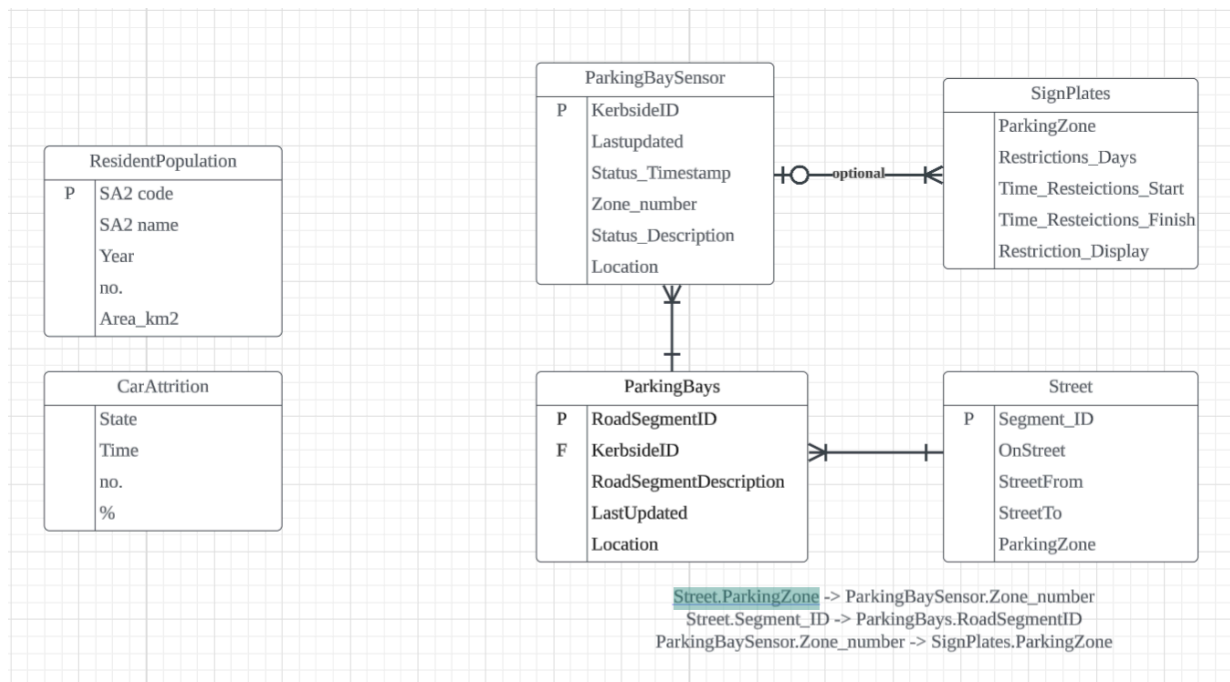 ResidentPopulation
P SA2 code
SA2 name
Year
no.
Area_km2
CarAttrition
State
Time
no.
%
ParkingBaySensor
P KerbsideID
Lastupdated
Status_Timestamp
Zone_number
Status_Description
Location
optional
SignPlates
ParkingZone
Restrictions_Days
Time_Resteictions_Start
Time_Resteictions_Finish
Restriction_Display
ParkingBays
P RoadSegmentID
F KerbsideID
RoadSegmentDescription
LastUpdated
Location
Street
P Segment_ID
OnStreet
StreetFrom
StreetTo
ParkingZone
Street.ParkingZone -> ParkingBaySensor.Zone_number
Street.Segment_ID -> ParkingBays.RoadSegmentID
ParkingBaySensor.Zone_number -> SignPlates.ParkingZone